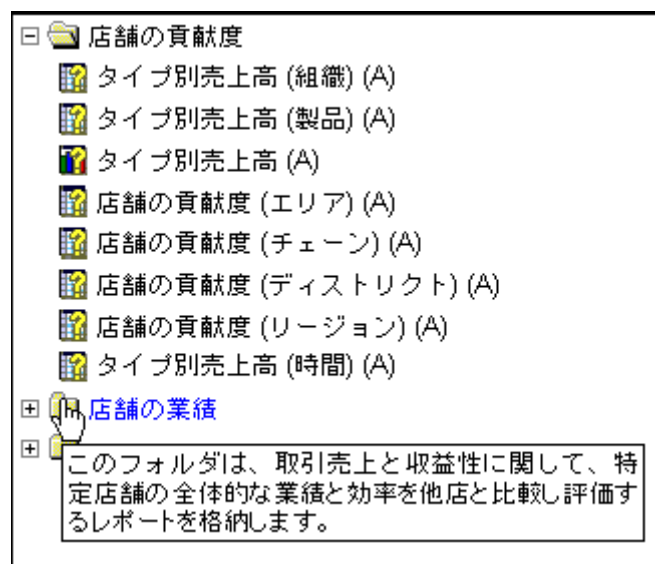 店舗の貢献度
タイプ別売上高 (組織) (A)
タイプ別売上高 (製品) (A)
タイプ別売上高 (A)
店舗の貢献度 (エリア) (A)
店舗の貢献度 (チェーン) (A)
店舗の貢献度 (ディストリクト) (A)
店舗の貢献度 (リージョン) (A)
タイプ別売上高 (時間) (A)
店舗の業績
このフォルダは、取引売上と収益性に関して、特
定店舗の全体的な業績と効率を他店と比較し評価す
るレポートを格納します。